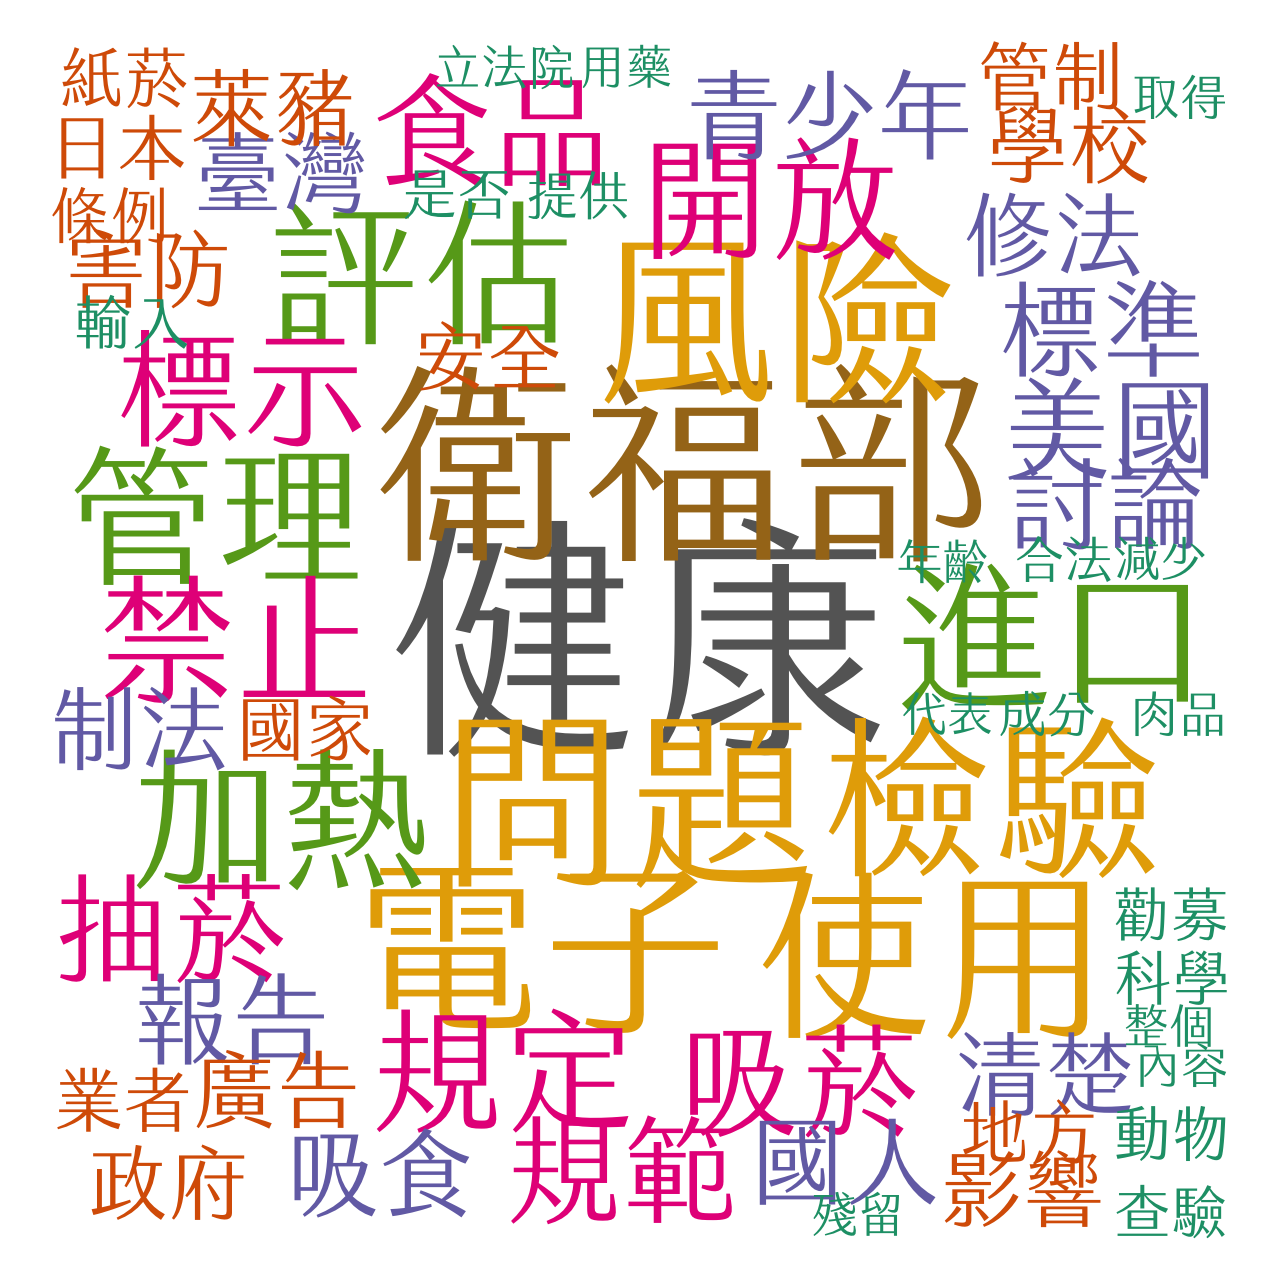 立法院 用藥
紙菸
萊豬
食品
青少年
管制
取得
日本
臺灣
開放
學校
條例
是否 提供
害防
評估
風險
修法
輸入
標示
安全
標準
衛福部
美國
管理
討論
健康
年齡 合法 減少
禁止
進口
制法
國家
代表 成分 肉品
加熱
問題
檢驗
抽菸
電子
使用
勸募
科學
報告
整個
規定
吸菸
清楚
內容
業者
廣告
地方
動物
政府
吸食
規範
國人
影響
殘留
查驗